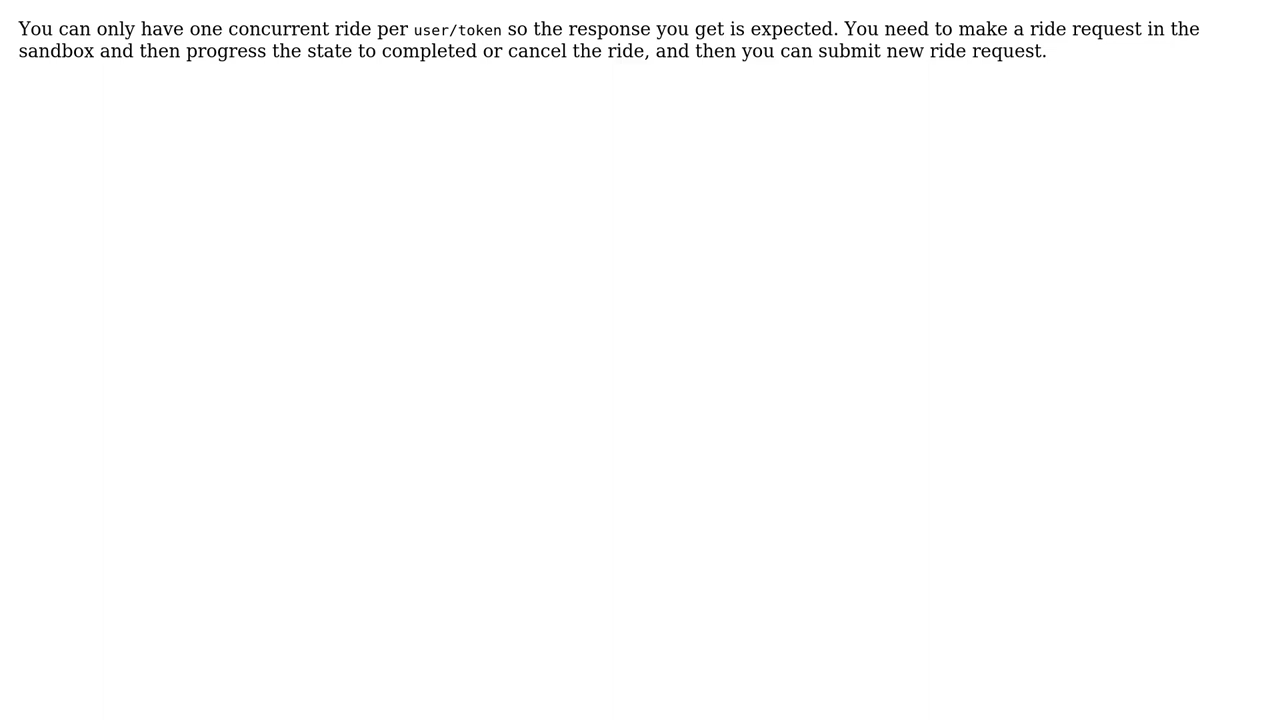 You can only have one concurrent ride per user/token so the response you get is expected. You need to make a ride request in the
sandbox and then progress the state to completed or cancel the ride, and then you can submit new ride request.